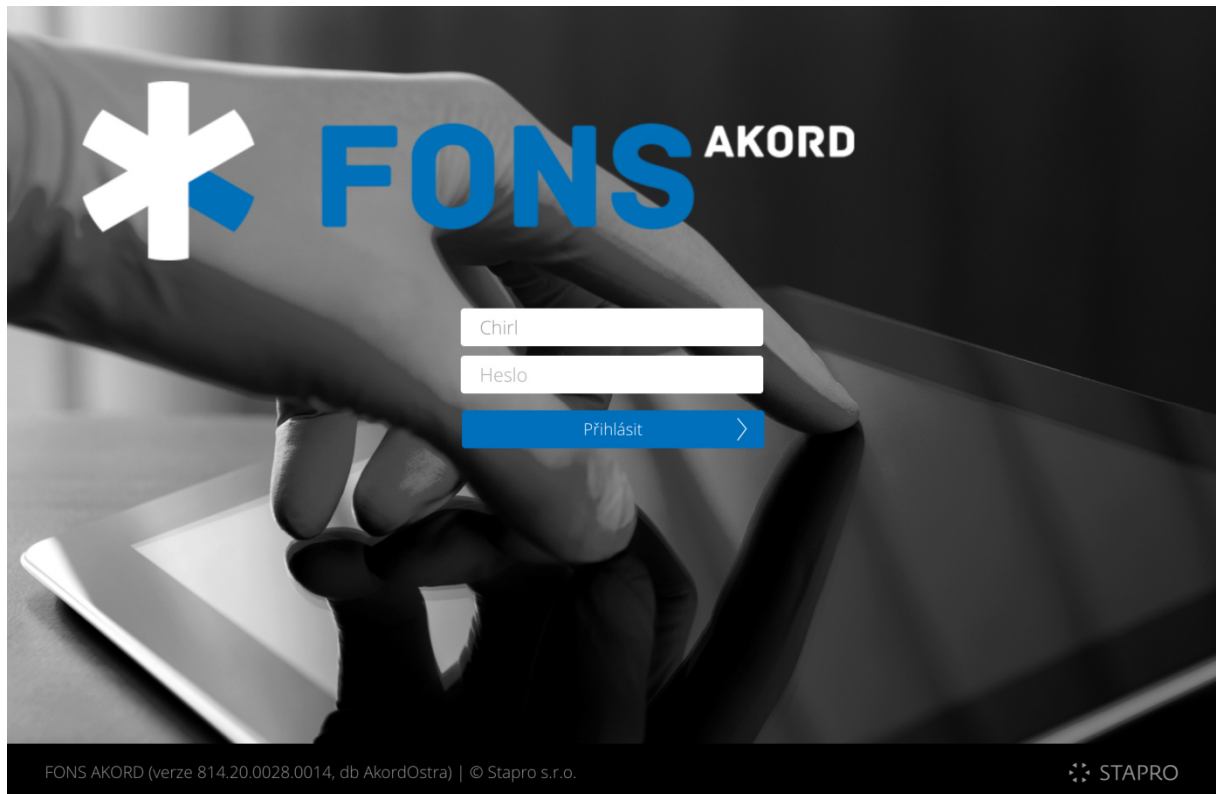 FONS AKORD
Chirl
Heslo
Přihlásit
FONS AKORD (verze 814.20.0028.0014, db AkordOstra) | © Stapro s.r.o.
STAPRO